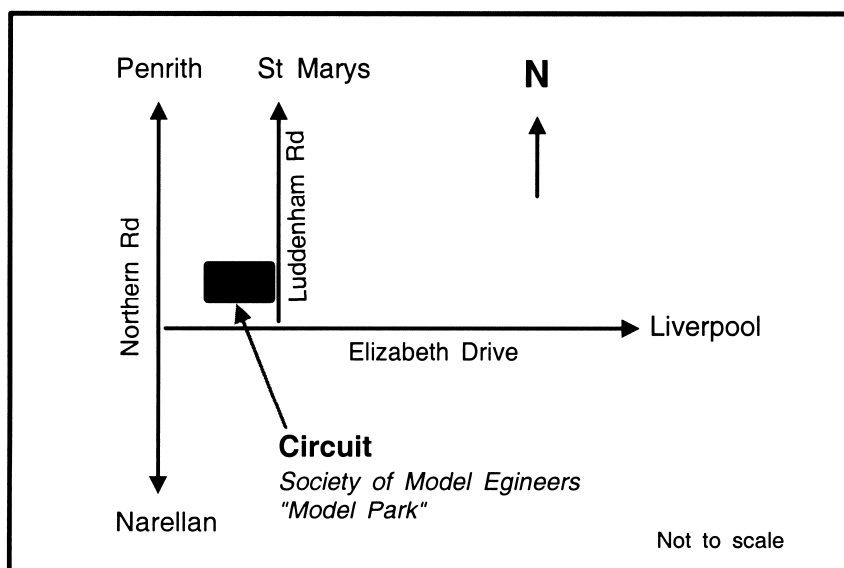 Penrith
St Marys
N
Northern Rd
Luddenham Rd
Elizabeth Drive
Liverpool
Circuit
Society of Model Egineers
"Model Park"
Narellan
Not to scale